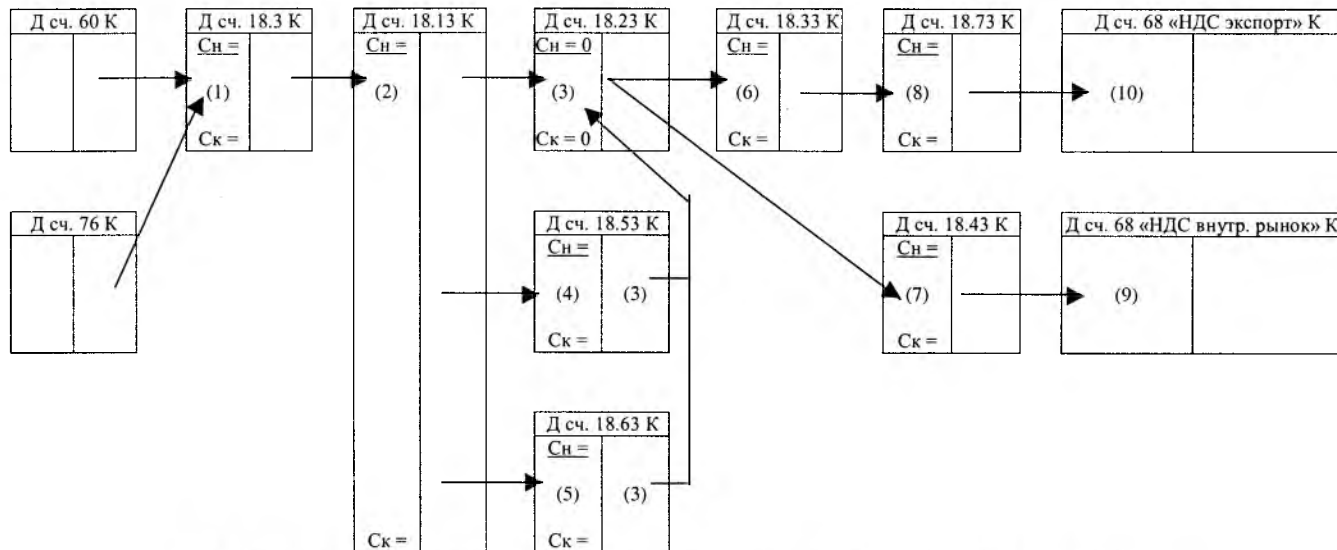 Д сч. 60 К
Д сч. 18.3 К
Сн =
(1)
Ск =
Д сч. 18.13 К
Сн =
(2)
Ск =
Д сч. 18.23 К
Сн = 0
(3)
Ск = 0
Д сч. 18.33 К
Сн =
(6)
Ск =
Д сч. 18.73 К
Сн =
(8)
Ск =
Д сч. 68 «НДС экспорт» К
(10)
Д сч. 76 К
Д сч. 18.53 К
Сн =
(4) (3)
Ск =
Д сч. 18.43 К
Сн =
(7)
Ск =
Д сч. 68 «НДС внутр. рынок» К
(9)
Д сч. 18.63 К
Сн =
(5) (3)
Ск =